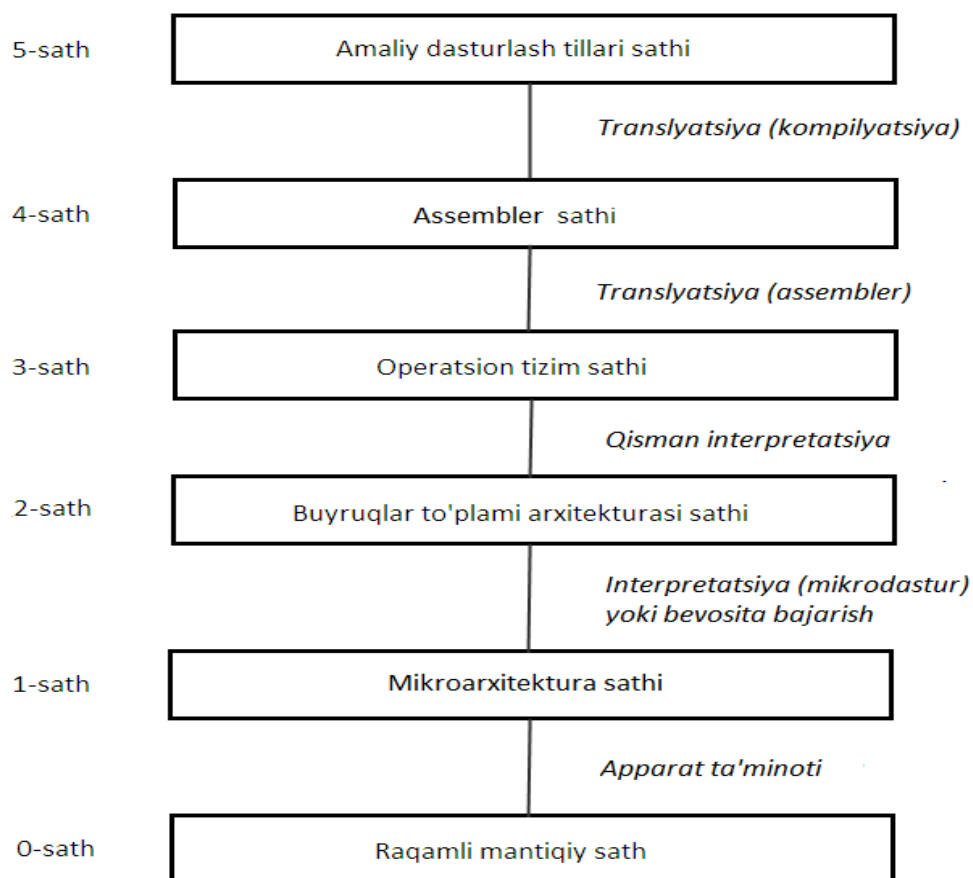 5-sath
Amaliy dasturlash tillari sathi
Translyatsiya (kompilyatsiya)
4-sath
Assembler sathi
Translyatsiya (assembler)
3-sath
Operatsion tizim sathi
Qisman interpretatsiya
2-sath
Buyruqlar to'plami arxitekturasi sathi
Interpretatsiya (mikrodastur)
yoki bevosita bajarish
1-sath
Mikroarxitektura sathi
Apparat ta'minoti
0-sath
Raqamli mantiqiy sath